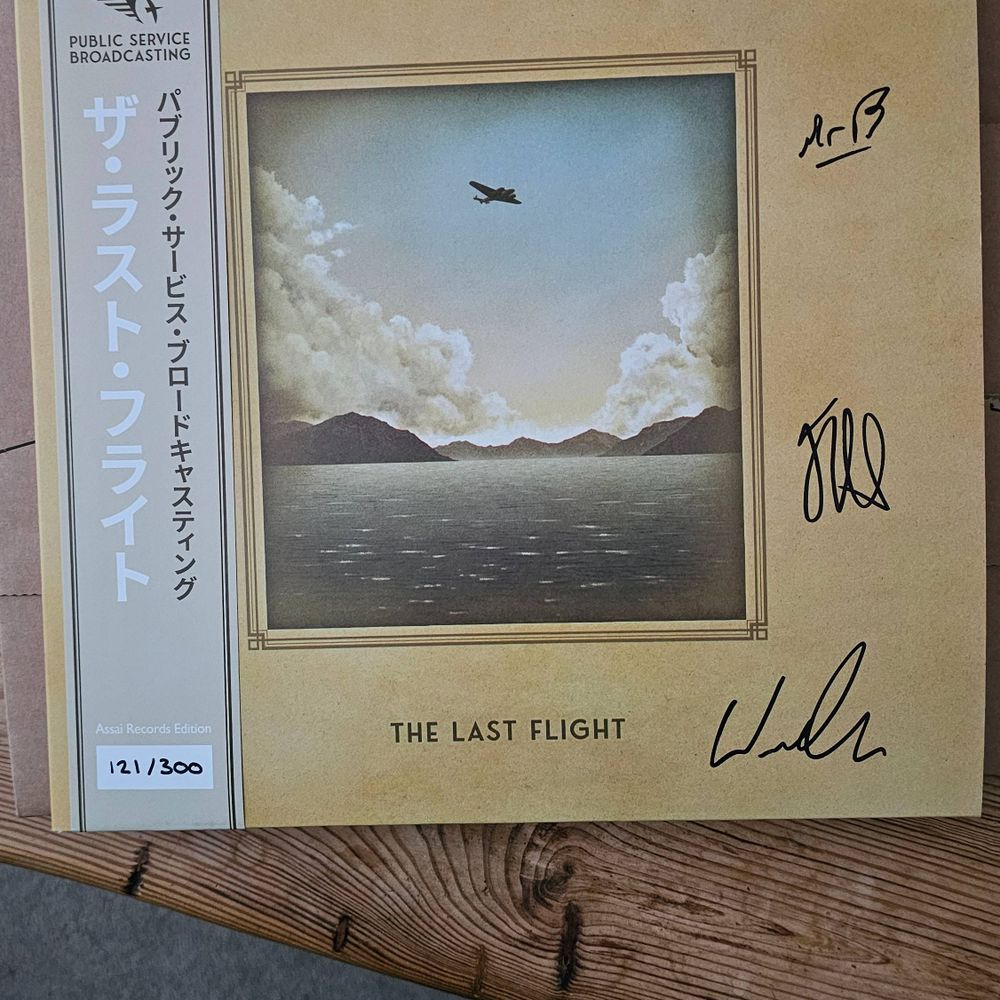 PUBLIC SERVICE
BROADCASTING
パブリック・サービス・ブロードキャスティング
ザ・ラスト・フライト
Assai Records Edition
121/300
THE LAST FLIGHT
Mr B